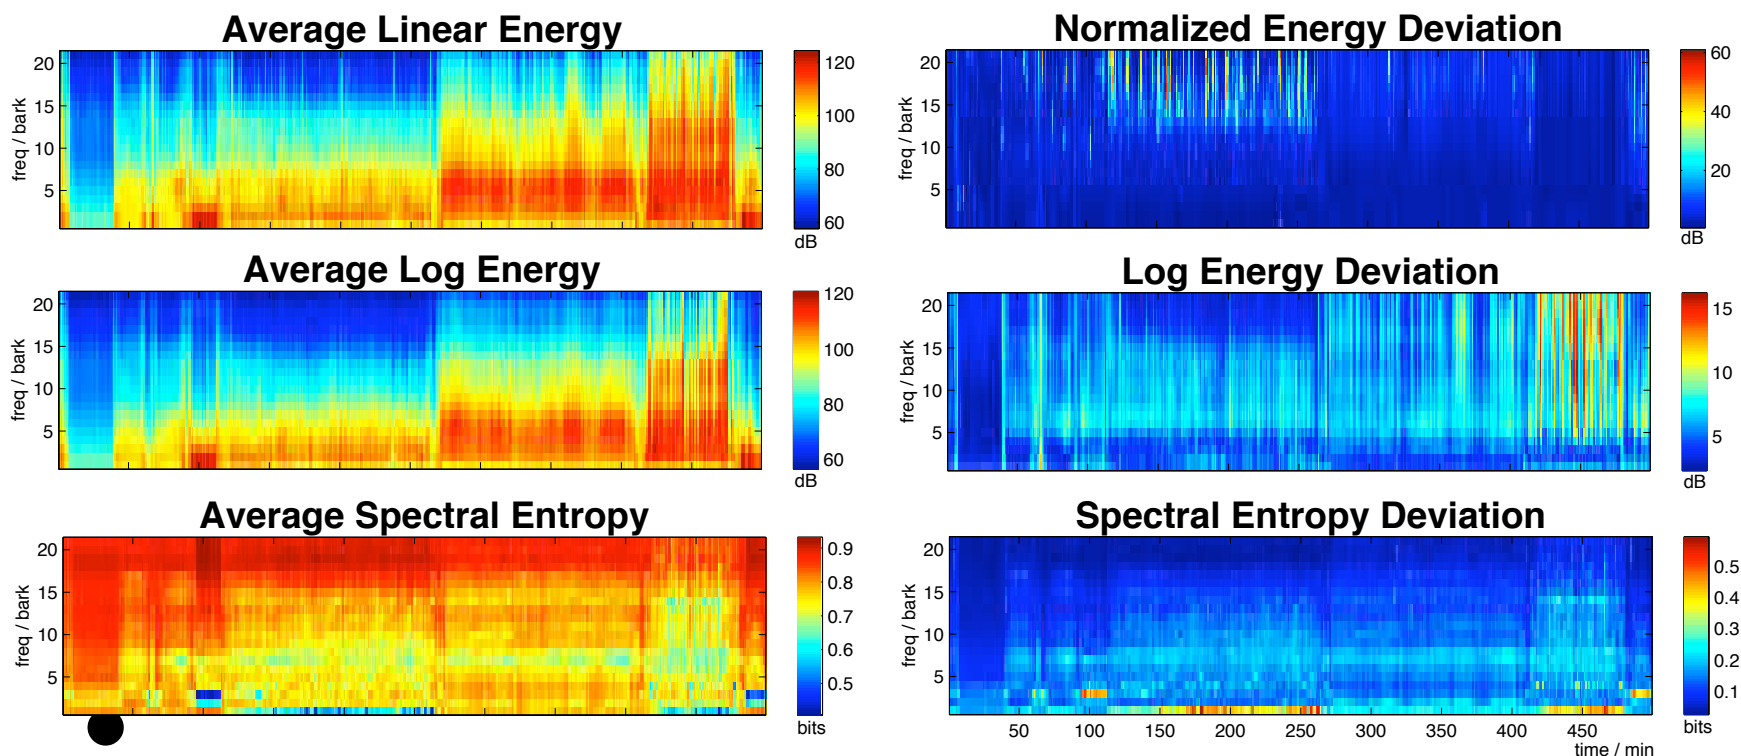 Average Linear Energy
Normalized Energy Deviation
freq / bark
20
15
10
5
120
100
80
60
dB
freq / bark
20
15
10
5
60
40
20
dB
Average Log Energy
Log Energy Deviation
freq / bark
20
15
10
5
120
100
80
60
dB
freq / bark
20
15
10
5
15
10
5
dB
Average Spectral Entropy
Spectral Entropy Deviation
freq / bark
20
15
10
5
0.9
0.8
0.7
0.6
0.5
bits
freq / bark
20
15
10
5
0.5
0.4
0.3
0.2
0.1
bits
50 100 150 200 250 300 350 400 450
time / min